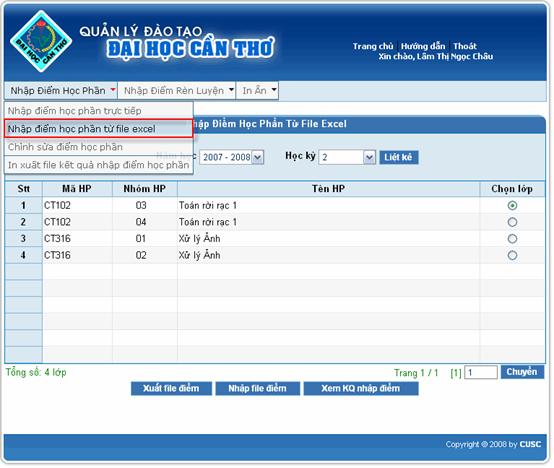 QUẢN LÝ ĐÀO TẠO
ĐẠI HỌC CẦN THƠ
Trang chủ Hướng dẫn Thoát
Xin chào, Lâm Thị Ngọc Châu
Nhập Điểm Học Phần Nhập Điểm Rèn Luyện In Ấn
Nhập điểm học phần trực tiếp
Nhập điểm học phần từ file excel
Chỉnh sửa điểm học phần
In xuất file kết quả nhập điểm học phần
Nhập Điểm Học Phần Từ File Excel
2007 - 2008 Học kỳ 2 Liệt kê
Stt Mã HP Nhóm HP Tên HP Chọn lớp
1 CT102 03 Toán rời rạc 1
2 CT102 04 Toán rời rạc 1
3 CT316 01 Xử lý Ảnh
4 CT316 02 Xử lý Ảnh
Tổng số: 4 lớp Trang 1 / 1 [1] 1 Chuyển
Xuất file điểm Nhập file điểm Xem KQ nhập điểm
Copyright © 2008 by CUSC